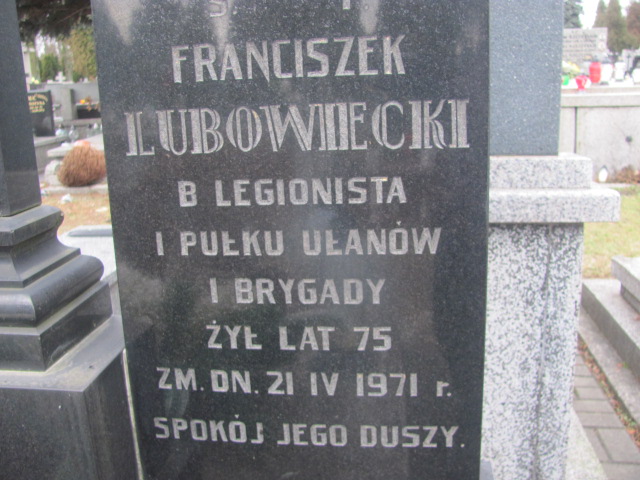 Ś. P.
FRANCISZEK
LUBOWIECKI
B LEGIONISTA
I PUŁKU UŁANÓW
I BRYGADY
ŻYŁ LAT 75
ZM. DN. 21 IV 1971 r.
SPOKÓJ JEGO DUSZY.